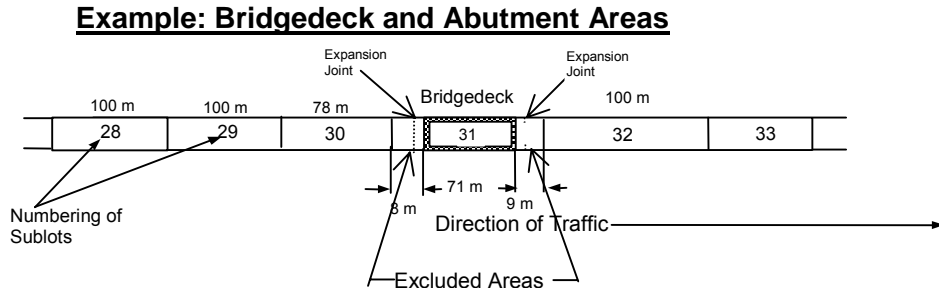 Example: Bridgedeck and Abutment Areas
Expansion
Joint
Expansion
Joint
Bridgedeck
100 m
100 m
78 m
100 m
28
29
30
31
32
33
71 m
8 m
9 m
Numbering of
Sublots
Direction of Traffic
Excluded Areas